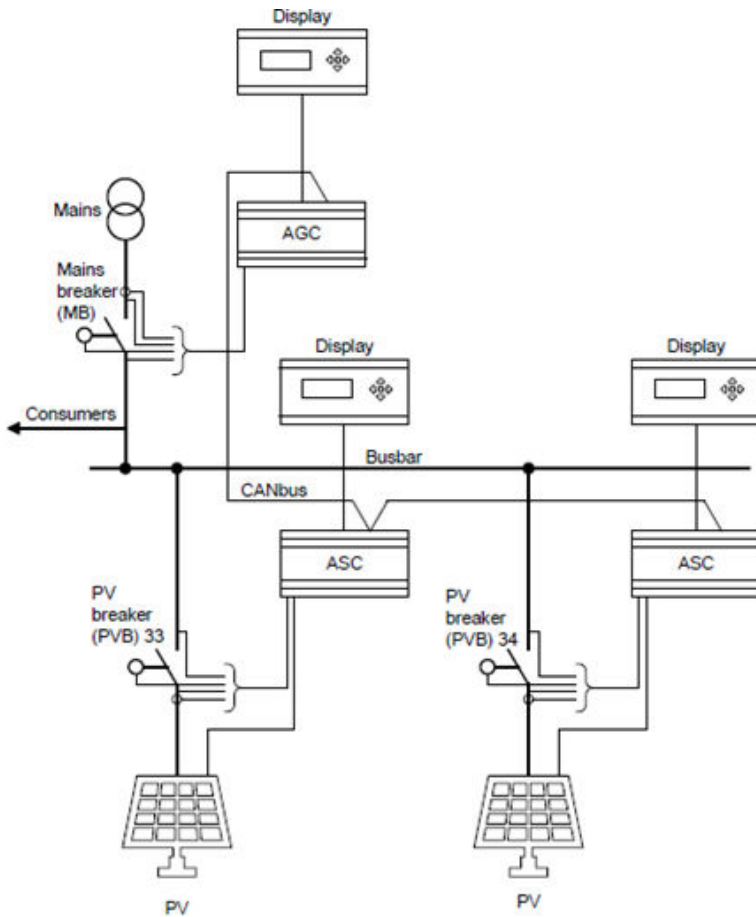 Display
AGC
Mains
Mains
breaker
(MB)
Display
Display
Consumers
Busbar
CANbus
ASC
ASC
PV
breaker
(PVB) 33
PV
breaker
(PVB) 34
PV
PV